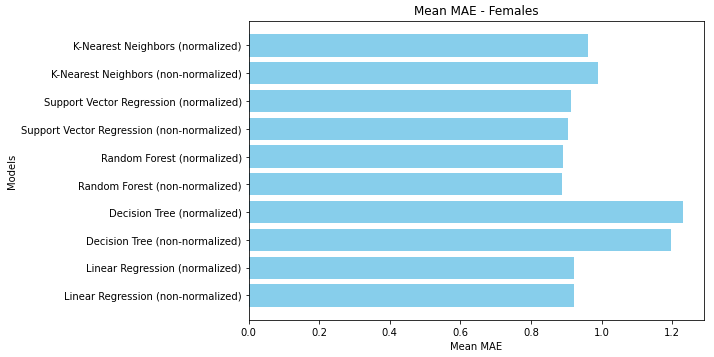 Mean MAE - Females
K-Nearest Neighbors (normalized)
K-Nearest Neighbors (non-normalized)
Support Vector Regression (normalized)
Support Vector Regression (non-normalized)
Random Forest (normalized)
Random Forest (non-normalized)
Decision Tree (normalized)
Decision Tree (non-normalized)
Linear Regression (normalized)
Linear Regression (non-normalized)
Models
0.0 0.2 0.4 0.6 0.8 1.0 1.2
Mean MAE